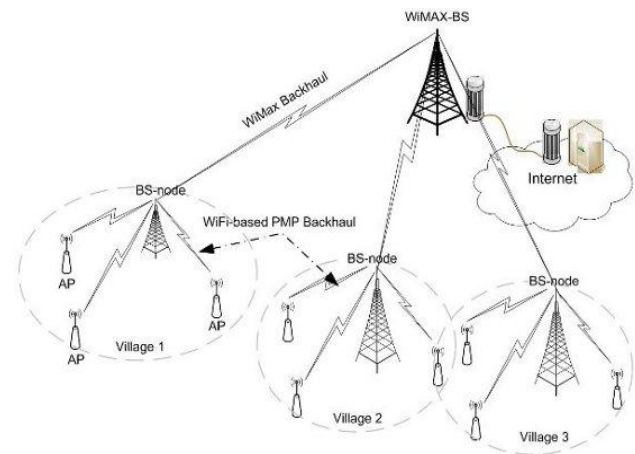 WiMAX-BS
WiMax Backhaul
Internet
BS-node
WiFi-based PMP Backhaul
BS-node
BS-node
AP
AP
AP
Village 1
Village 2
Village 3